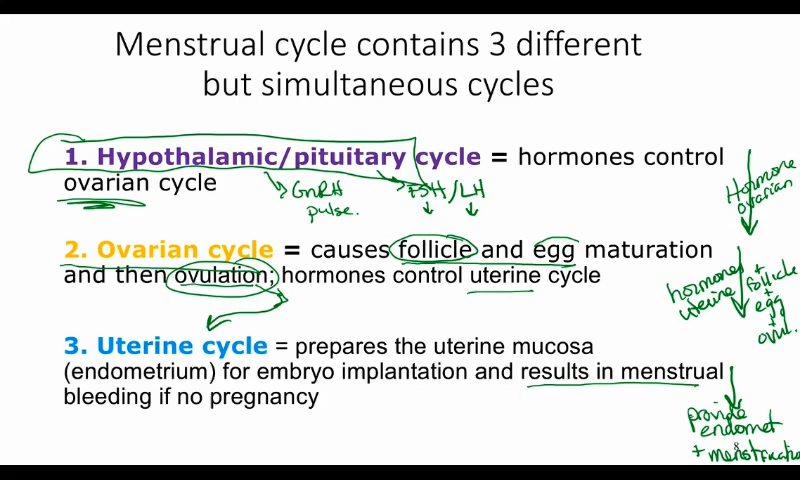 Menstrual cycle contains 3 different
but simultaneous cycles
1. Hypothalamic/pituitary cycle = hormones control
ovarian cycle
GnRH
pulse.
FSH/LH
Hormone
ovarian
2. Ovarian cycle = causes follicle and egg maturation
and then ovulation; hormones control uterine cycle
hormones
uterine
+
follicle
+
egg
+
ovul.
3. Uterine cycle = prepares the uterine mucosa
(endometrium) for embryo implantation and results in menstrual
bleeding if no pregnancy
provide
endomet
+ menstruatio